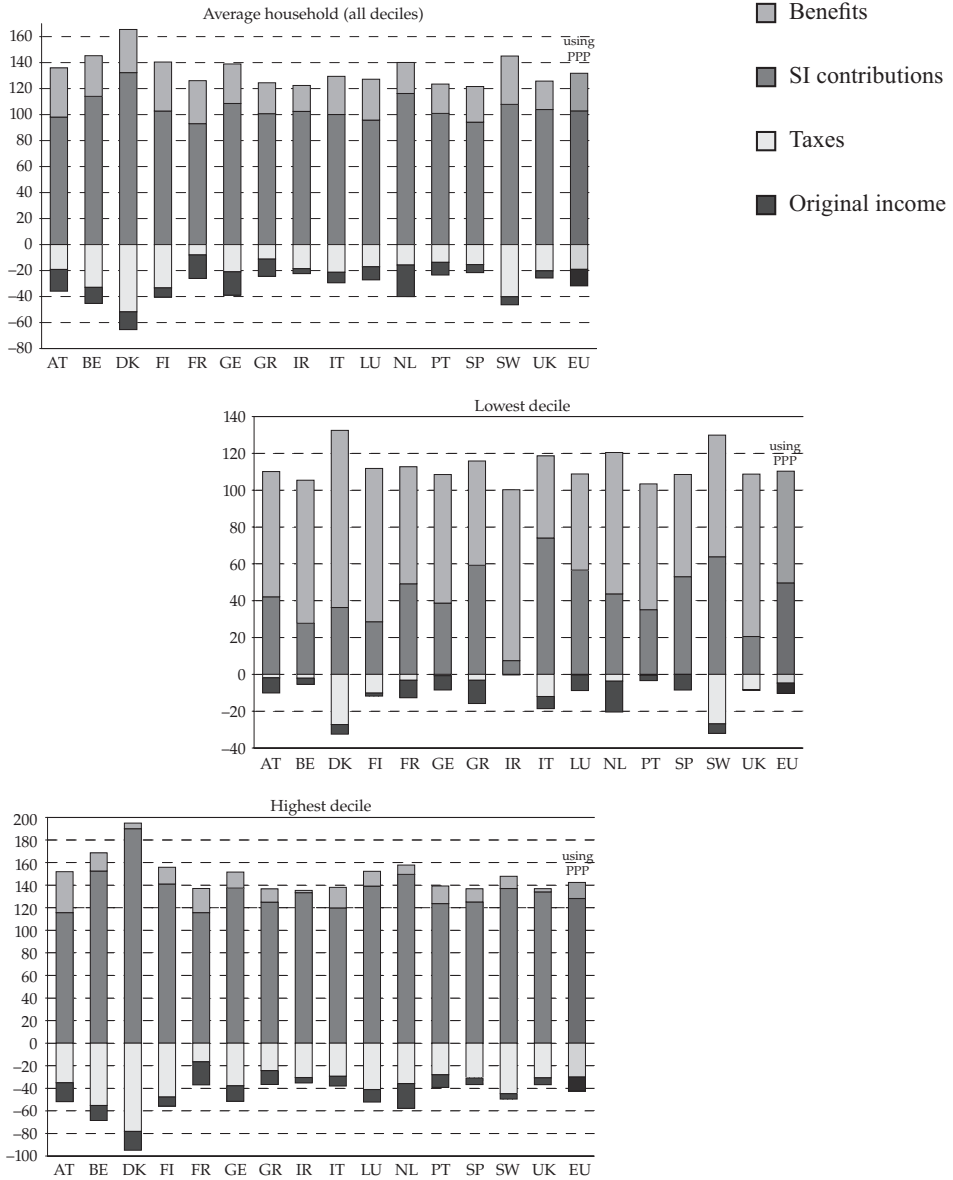 Average household (all deciles)
160
140
120
100
80
60
40
20
0
–20
–40
–60
–80
using
PPP
AT BE DK FI FR GE GR IR IT LU NL PT SP SW UK EU
Benefits
SI contributions
Taxes
Original income
Lowest decile
140
120
100
80
60
40
20
0
–20
–40
using
PPP
AT BE DK FI FR GE GR IR IT LU NL PT SP SW UK EU
Highest decile
200
180
160
140
120
100
80
60
40
20
0
–20
–40
–60
–80
–100
using
PPP
AT BE DK FI FR GE GR IR IT LU NL PT SP SW UK EU